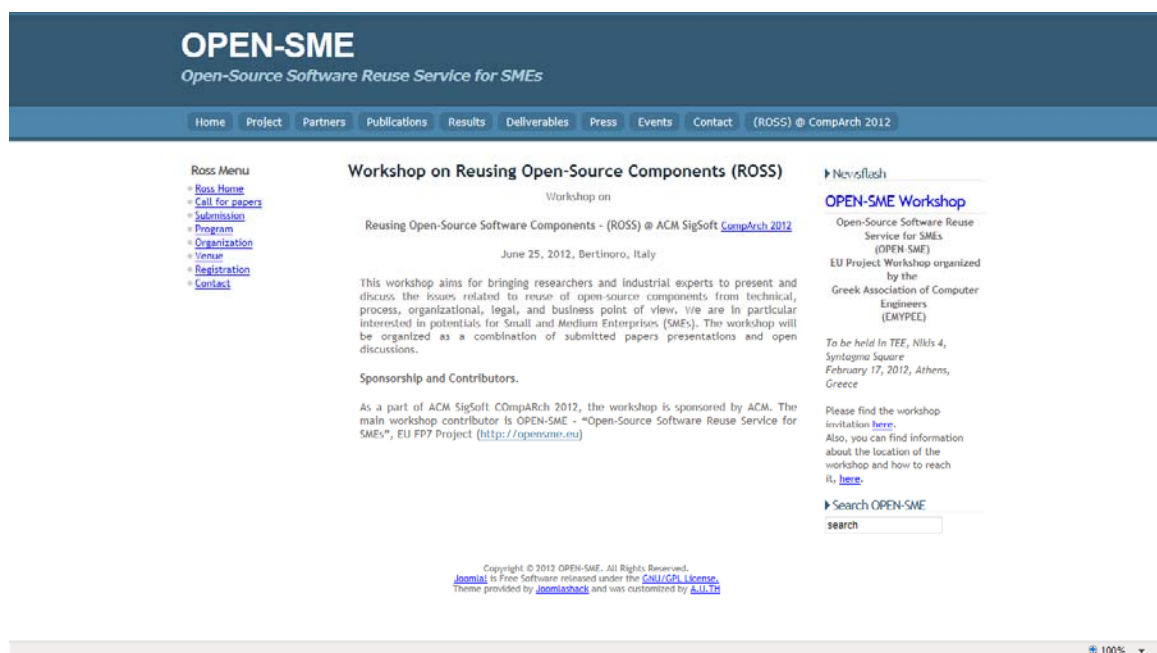 OPEN-SME
Open-Source Software Reuse Service for SMEs
Home Project Partners Publications Results Deliverables Press Events Contact (ROSS) @ CompArch 2012
Ross Menu
Ross Home
Call for papers
Submission
Program
Organization
Venue
Registration
Contact
Workshop on Reusing Open-Source Components (ROSS)
Workshop on
Reusing Open-Source Software Components - (ROSS) @ ACM SigSoft CompArch 2012
June 25, 2012, Bertinoro, Italy
This workshop aims for bringing researchers and industrial experts to present and
discuss the issues related to reuse of open-source components from technical,
process, organizational, legal, and business point of view. We are in particular
interested in potentials for Small and Medium Enterprises (SMEs). The workshop will
be organized as a combination of submitted papers presentations and open
discussions.
Sponsorship and Contributors.
As a part of ACM SigSoft COmpARch 2012, the workshop is sponsored by ACM. The
main workshop contributor is OPEN-SME - “Open-Source Software Reuse Service for
SMEs”, EU FP7 Project (http://opensme.eu)
Newsflash
OPEN-SME Workshop
Open-Source Software Reuse
Service for SMEs
(OPEN-SME)
EU Project Workshop organized
by the
Greek Association of Computer
Engineers
(EMYPEE)
To be held in TEE, Nikis 4,
Syntagma Square
February 17, 2012, Athens,
Greece
Please find the workshop
invitation here.
Also, you can find information
about the location of the
workshop and how to reach
it, here.
Search OPEN-SME
search
Copyright © 2012 OPEN-SME. All Rights Reserved.
Joomla! is Free Software released under the GNU/GPL License.
Theme provided by Joomlashack and was customized by A.U.TH
100%